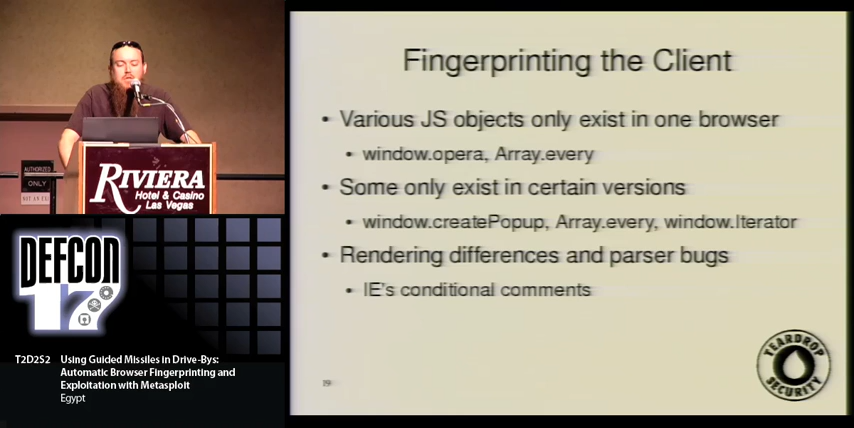 AUTHORIZED
ONLY
RIVIERA
Hotel & Casino
Las Vegas
DEFCON
17
T2D2S2 Using Guided Missiles in Drive-Bys:
Automatic Browser Fingerprinting and
Exploitation with Metasploit
Egypt
Fingerprinting the Client
• Various JS objects only exist in one browser
• window.opera, Array.every
• Some only exist in certain versions
• window.createPopup, Array.every, window.Iterator
• Rendering differences and parser bugs
• IE's conditional comments
TEARDROP
SECURITY